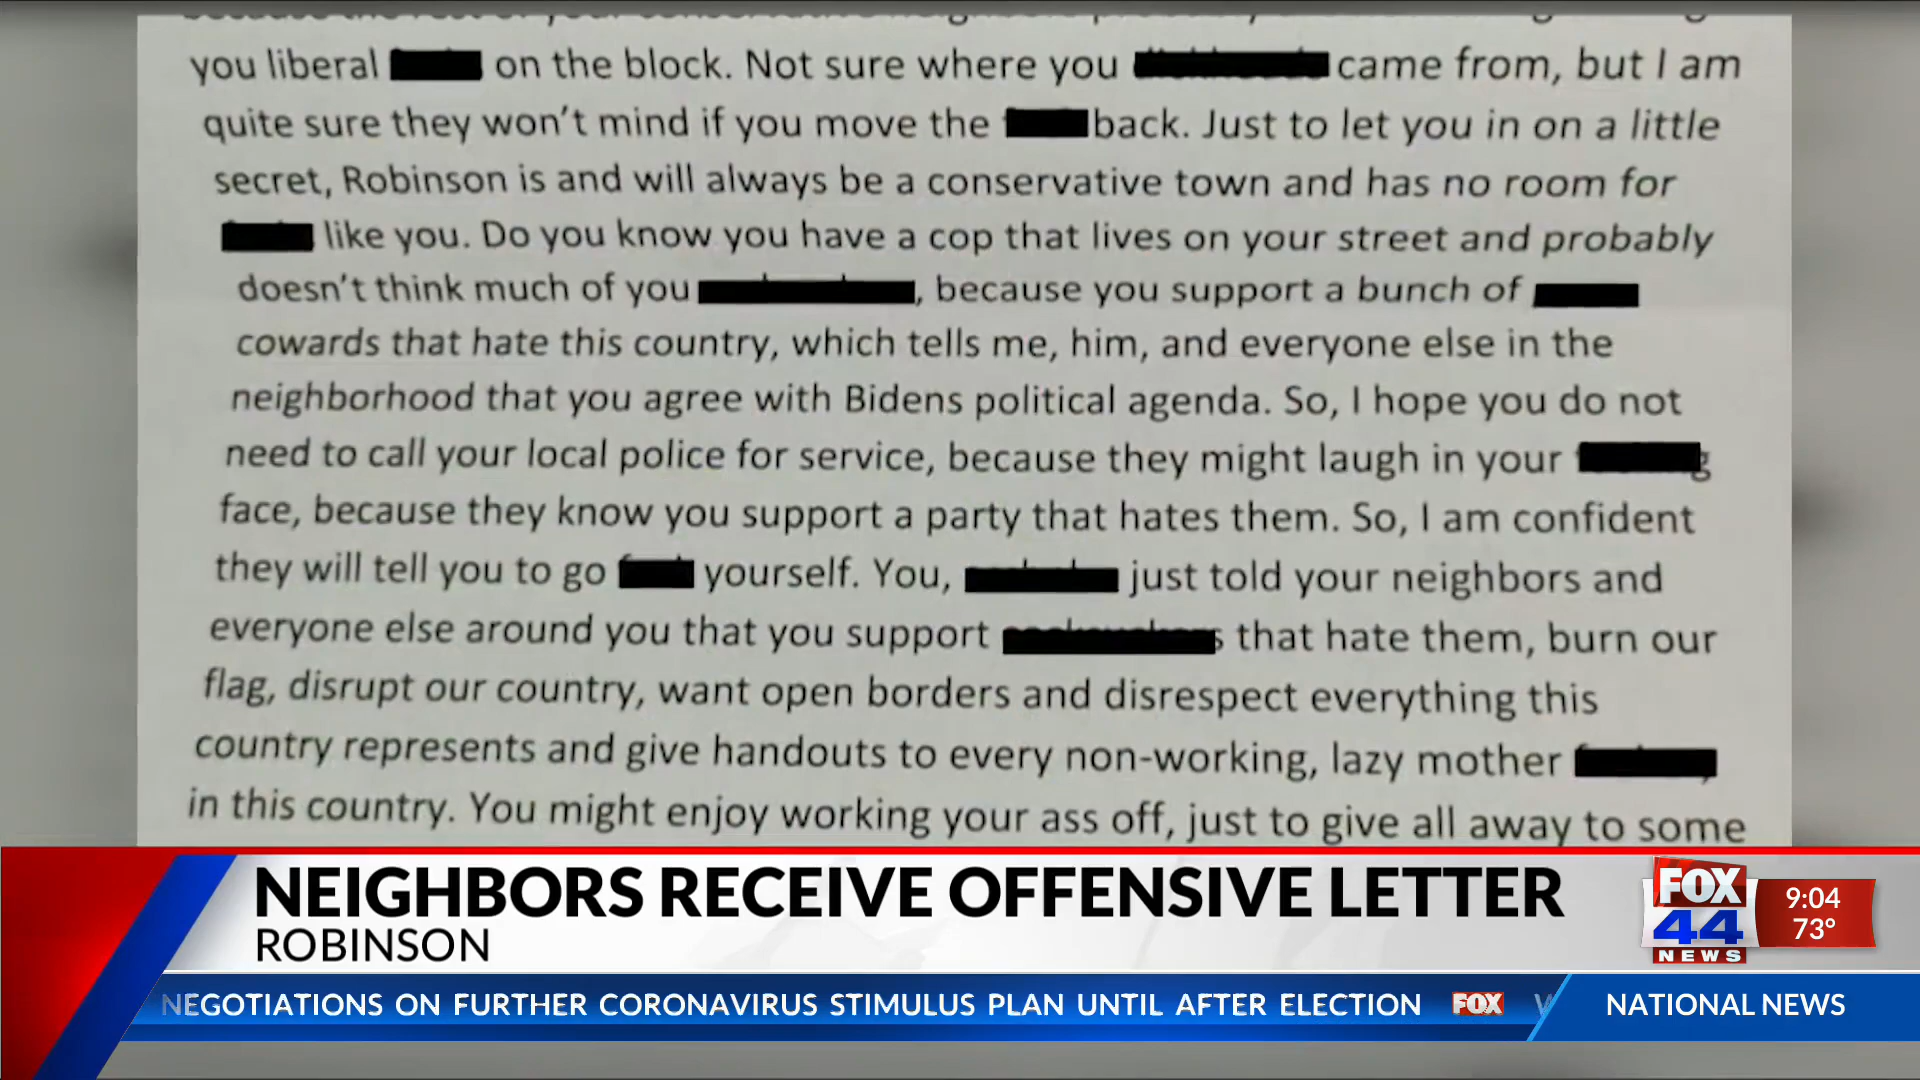 you liberal on the block. Not sure where you came from, but I am
quite sure they won't mind if you move the back. Just to let you in on a little
secret, Robinson is and will always be a conservative town and has no room for
like you. Do you know you have a cop that lives on your street and probably
doesn't think much of you , because you support a bunch of
cowards that hate this country, which tells me, him, and everyone else in the
neighborhood that you agree with Bidens political agenda. So, I hope you do not
need to call your local police for service, because they might laugh in your
face, because they know you support a party that hates them. So, I am confident
they will tell you to go yourself. You, just told your neighbors and
everyone else around you that you support that hate them, burn our
flag, disrupt our country, want open borders and disrespect everything this
country represents and give handouts to every non-working, lazy mother
in this country. You might enjoy working your ass off, just to give all away to some
NEIGHBORS RECEIVE OFFENSIVE LETTER
ROBINSON
FOX
44
NEWS
9:04
73°
NEGOTIATIONS ON FURTHER CORONAVIRUS STIMULUS PLAN UNTIL AFTER ELECTION FOX
NATIONAL NEWS